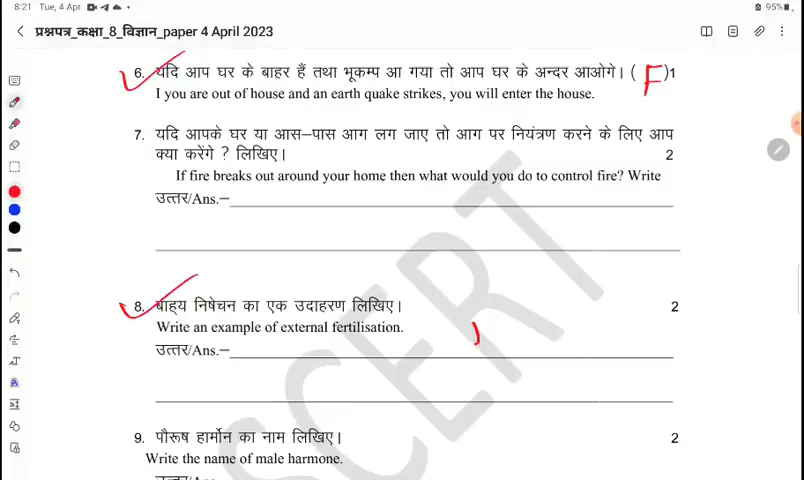 8:21 Tue, 4 Apr
95%
प्रश्नपत्र_कक्षा_8_विज्ञान_paper 4 April 2023
6. यदि आप घर के बाहर हैं तथा भूकम्प आ गया तो आप घर के अन्दर आओगे। ( F )1
I you are out of house and an earth quake strikes, you will enter the house.
7. यदि आपके घर या आस–पास आग लग जाए तो आग पर नियंत्रण करने के लिए आप
क्या करेंगे ? लिखिए। 2
If fire breaks out around your home then what would you do to control fire? Write
उत्तर/Ans.–
8. बाह्य निषेचन का एक उदाहरण लिखिए। 2
Write an example of external fertilisation.
उत्तर/Ans.–
9. पौरूष हार्मोन का नाम लिखिए। 2
Write the name of male harmone.
उत्तर/Ans.–
SCERT